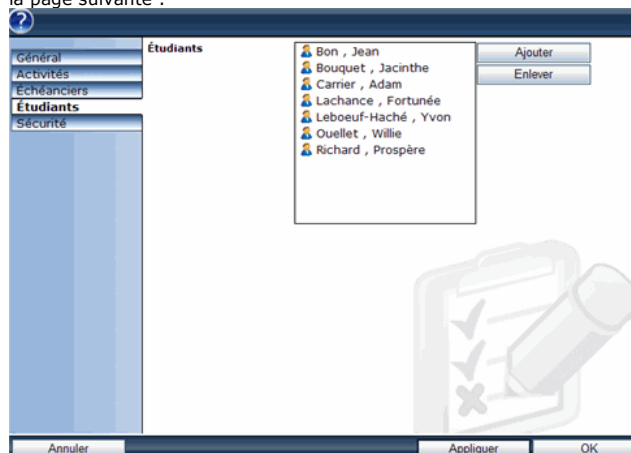 la page suivante :
?
Général
Activités
Échéanciers
Étudiants
Sécurité
Étudiants
Bon , Jean
Bouquet , Jacinthe
Carrier , Adam
Lachance , Fortunée
Leboeuf-Haché , Yvon
Ouellet , Willie
Richard , Prospère
Ajouter
Enlever
Annuler
Appliquer
OK